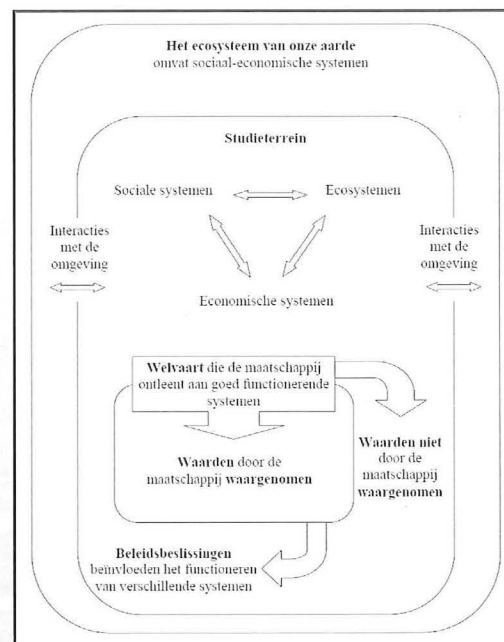 Het ecosysteem van onze aarde
omvat sociaal-economische systemen
Studieterrein
Sociale systemen
Ecosystemen
Interacties
met de
omgeving
Interacties
met de
omgeving
Economische systemen
Welvaart die de maatschappij
ontleent aan goed functionerende
systemen
Waarden door de
maatschappij waargenomen
Waarden niet
door de
maatschappij
waargenomen
Beleidsbeslissingen
beïnvloeden het functioneren
van verschillende systemen